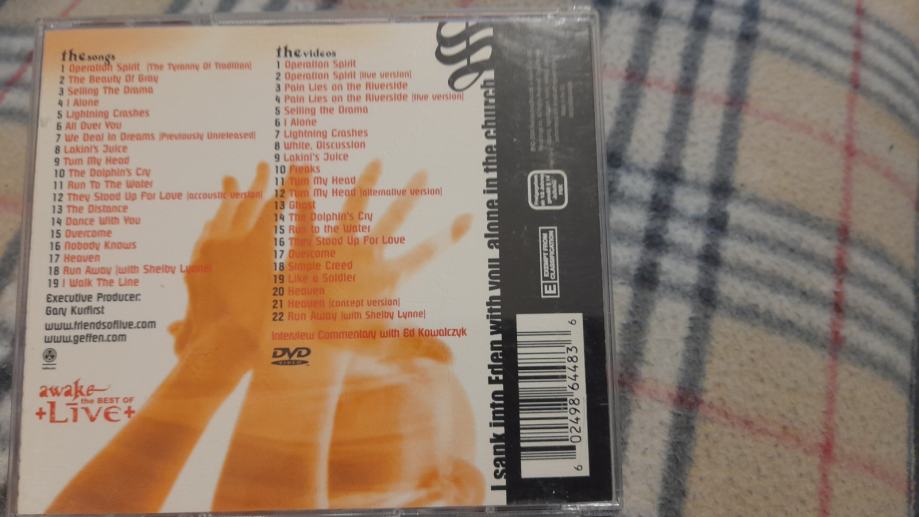 the songs
1 Operation Spirit (The Tyranny Of Tradition)
2 The Beauty Of Gray
3 Selling The Drama
4 I Alone
5 Lightning Crashes
6 All Over You
7 We Deal In Dreams (Previously Unreleased)
8 Lakini's Juice
9 Turn My Head
10 The Dolphin's Cry
11 Run To The Water
12 They Stood Up For Love (accoustic version)
13 The Distance
14 Dance With You
15 Overcome
16 Nobody Knows
17 Heaven
18 Run Away (with Shelby Lynne)
19 I Walk The Line
Executive Producer:
Gary Kurfirst
www.friendsoflive.com
www.geffen.com
awake
the BEST OF
+LIVE+
the videos
1 Operation Spirit
2 Operation Spirit (live version)
3 Pain Lies on the Riverside
4 Pain Lies on the Riverside (live version)
5 Selling the Drama
6 I Alone
7 Lightning Crashes
8 White, Discussion
9 Lakini's Juice
10 Freaks
11 Turn My Head
12 Turn My Head (alternative version)
13 Ghost
14 The Dolphin's Cry
15 Run to the Water
16 They Stood Up For Love
17 Overcome
18 Simple Creed
19 Like a Soldier
20 Heaven
21 Heaven (concept version)
22 Run Away (with Shelby Lynne)
Interview Commentary with Ed Kowalczyk
DVD
VIDEO
I sank into Eden with you alone in the church
E EXEMPT FROM CLASSIFICATION
6 02498 64483 6